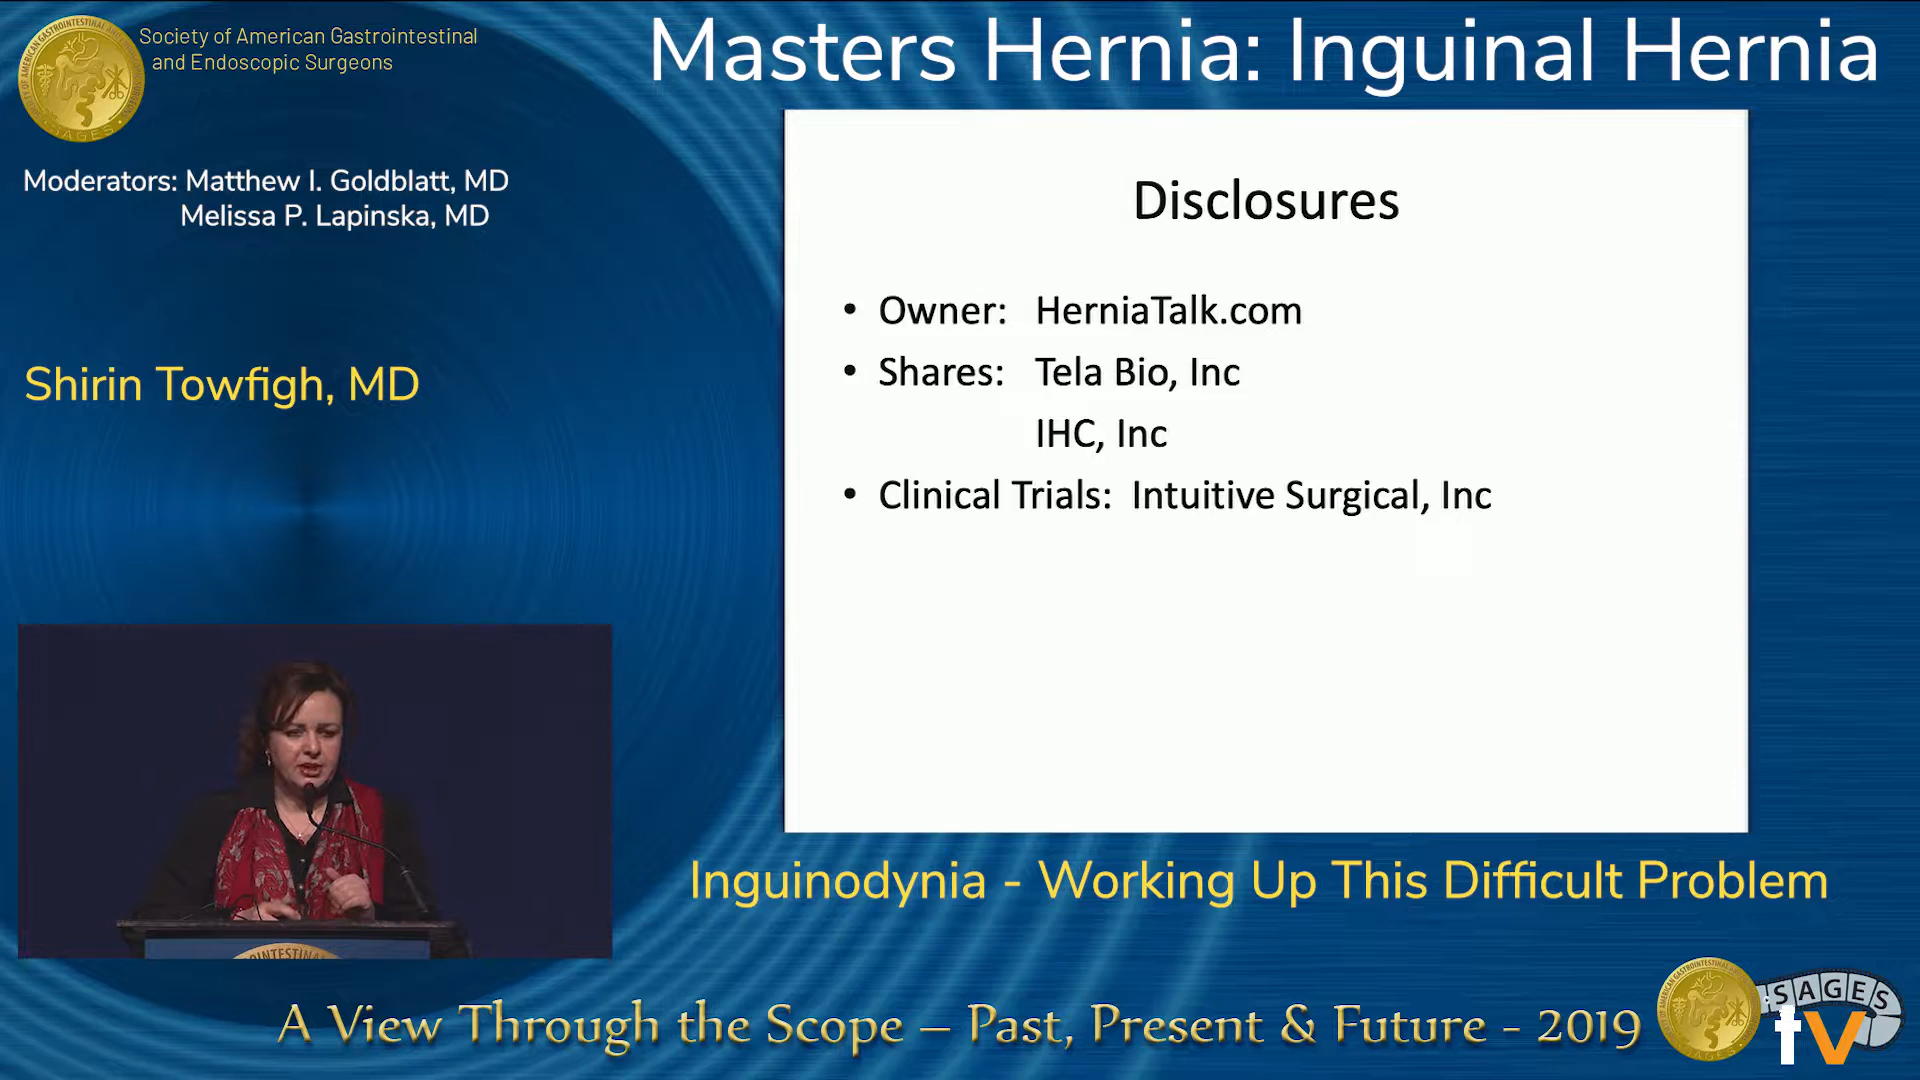 Society of American Gastrointestinal
and Endoscopic Surgeons
SAGES
Masters Hernia: Inguinal Hernia
Moderators: Matthew I. Goldblatt, MD
Melissa P. Lapinska, MD
Shirin Towfigh, MD
Disclosures
• Owner: HerniaTalk.com
• Shares: Tela Bio, Inc
IHC, Inc
• Clinical Trials: Intuitive Surgical, Inc
Inguinodynia - Working Up This Difficult Problem
A View Through the Scope – Past, Present & Future - 2019
SAGES
tv